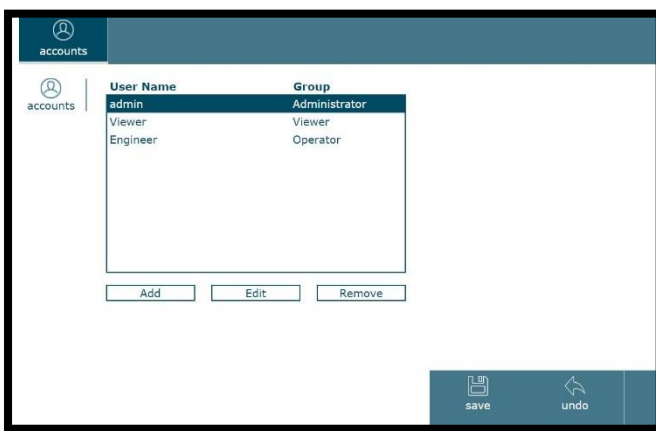 accounts
accounts
User Name Group
admin Administrator
Viewer Viewer
Engineer Operator
Add Edit Remove
save undo